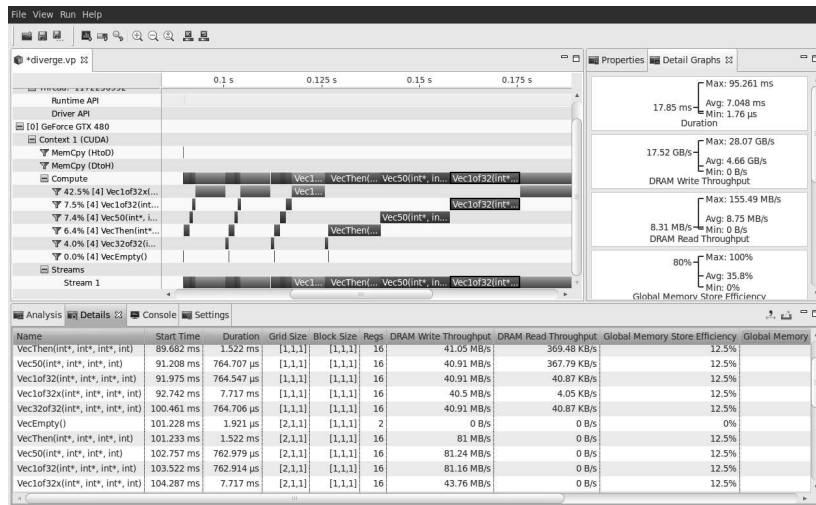 File View Run Help
*diverge.vp
0.1 s 0.125 s 0.15 s 0.175 s
Runtime API
Driver API
[0] GeForce GTX 480
Context 1 (CUDA)
MemCpy (HtoD)
MemCpy (DtoH)
Compute Vec1... VecThen(... Vec50(int*, in... Vec1of32(int*...
42.5% [4] Vec1of32x(... Vec1...
7.5% [4] Vec1of32(int... Vec1of32(int*...
7.4% [4] Vec50(int*, i... Vec50(int*, in...
6.4% [4] VecThen(int*... VecThen(...
4.0% [4] Vec32of32(i...
0.0% [4] VecEmpty()
Streams
Stream 1 Vec1... VecThen(... Vec50(int*, in... Vec1of32(int*...
Properties Detail Graphs
Max: 95.261 ms
17.85 ms
Avg: 7.048 ms
Min: 1.76 µs
Duration
Max: 28.07 GB/s
17.52 GB/s
Avg: 4.66 GB/s
Min: 0 B/s
DRAM Write Throughput
Max: 155.49 MB/s
8.31 MB/s
Avg: 8.75 MB/s
Min: 0 B/s
DRAM Read Throughput
Max: 100%
80%
Avg: 35.8%
Min: 0%
Global Memory Store Efficiency
Analysis Details Console Settings
Name Start Time Duration Grid Size Block Size Regs DRAM Write Throughput DRAM Read Throughput Global Memory Store Efficiency Global Memory
VecThen(int*, int*, int*, int) 89.682 ms 1.522 ms [1,1,1] [1,1,1] 16 41.05 MB/s 369.48 KB/s 12.5%
Vec50(int*, int*, int*, int) 91.208 ms 764.707 µs [1,1,1] [1,1,1] 16 40.91 MB/s 367.79 KB/s 12.5%
Vec1of32(int*, int*, int*, int) 91.975 ms 764.547 µs [1,1,1] [1,1,1] 16 40.91 MB/s 40.87 KB/s 12.5%
Vec1of32x(int*, int*, int*, int) 92.742 ms 7.717 ms [1,1,1] [1,1,1] 16 40.5 MB/s 4.05 KB/s 12.5%
Vec32of32(int*, int*, int*, int) 100.461 ms 764.706 µs [1,1,1] [1,1,1] 16 40.91 MB/s 40.87 KB/s 12.5%
VecEmpty() 101.228 ms 1.921 µs [2,1,1] [1,1,1] 2 0 B/s 0 B/s 0%
VecThen(int*, int*, int*, int) 101.233 ms 1.522 ms [2,1,1] [1,1,1] 16 81 MB/s 0 B/s 12.5%
Vec50(int*, int*, int*, int) 102.757 ms 762.979 µs [2,1,1] [1,1,1] 16 81.24 MB/s 0 B/s 12.5%
Vec1of32(int*, int*, int*, int) 103.522 ms 762.914 µs [2,1,1] [1,1,1] 16 81.16 MB/s 0 B/s 12.5%
Vec1of32x(int*, int*, int*, int) 104.287 ms 7.717 ms [2,1,1] [1,1,1] 16 43.76 MB/s 0 B/s 12.5%